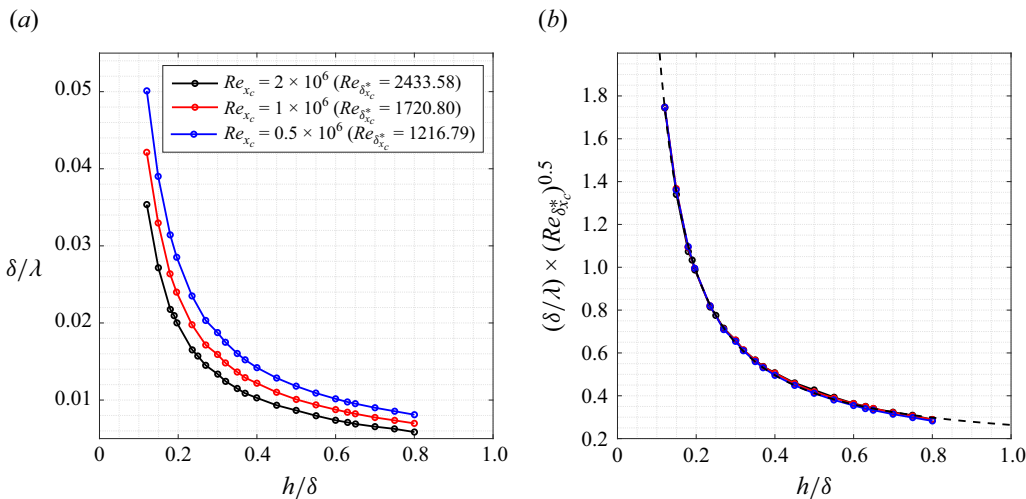 (a)
0.05
0.04
0.03
0.02
0.01
δ/λ
Re_{x_c} = 2 × 10^6 (Re_{δ^*_{x_c}} = 2433.58)
Re_{x_c} = 1 × 10^6 (Re_{δ^*_{x_c}} = 1720.80)
Re_{x_c} = 0.5 × 10^6 (Re_{δ^*_{x_c}} = 1216.79)
0 0.2 0.4 0.6 0.8 1.0
h/δ
(b)
1.8
1.6
1.4
1.2
1.0
0.8
0.6
0.4
0.2
(δ/λ) × (Re_{δ^*_{x_c}})^{0.5}
0 0.2 0.4 0.6 0.8 1.0
h/δ